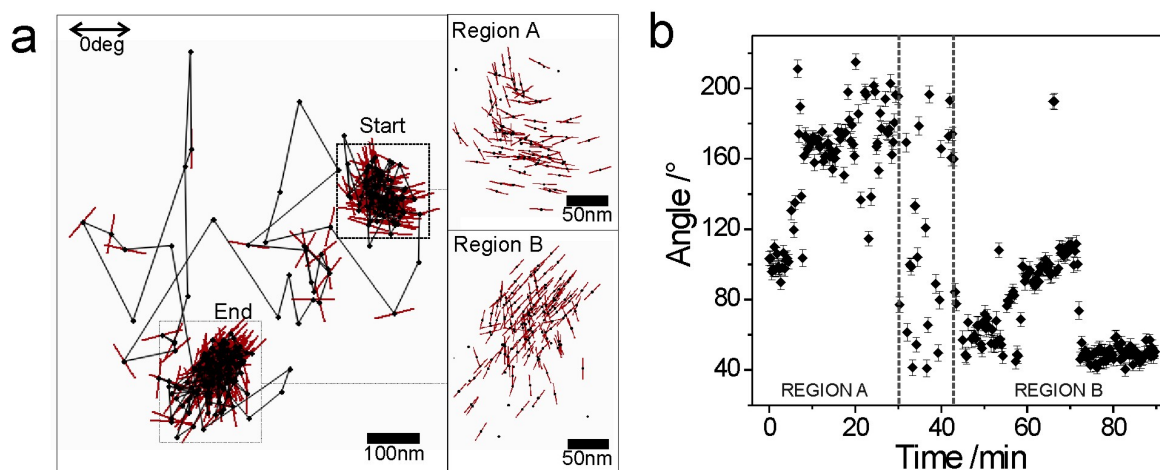 a
0deg
Start
End
100nm
Region A
50nm
Region B
50nm
b
Angle /°
200
160
120
80
40
REGION A
REGION B
0
20
40
60
80
Time /min